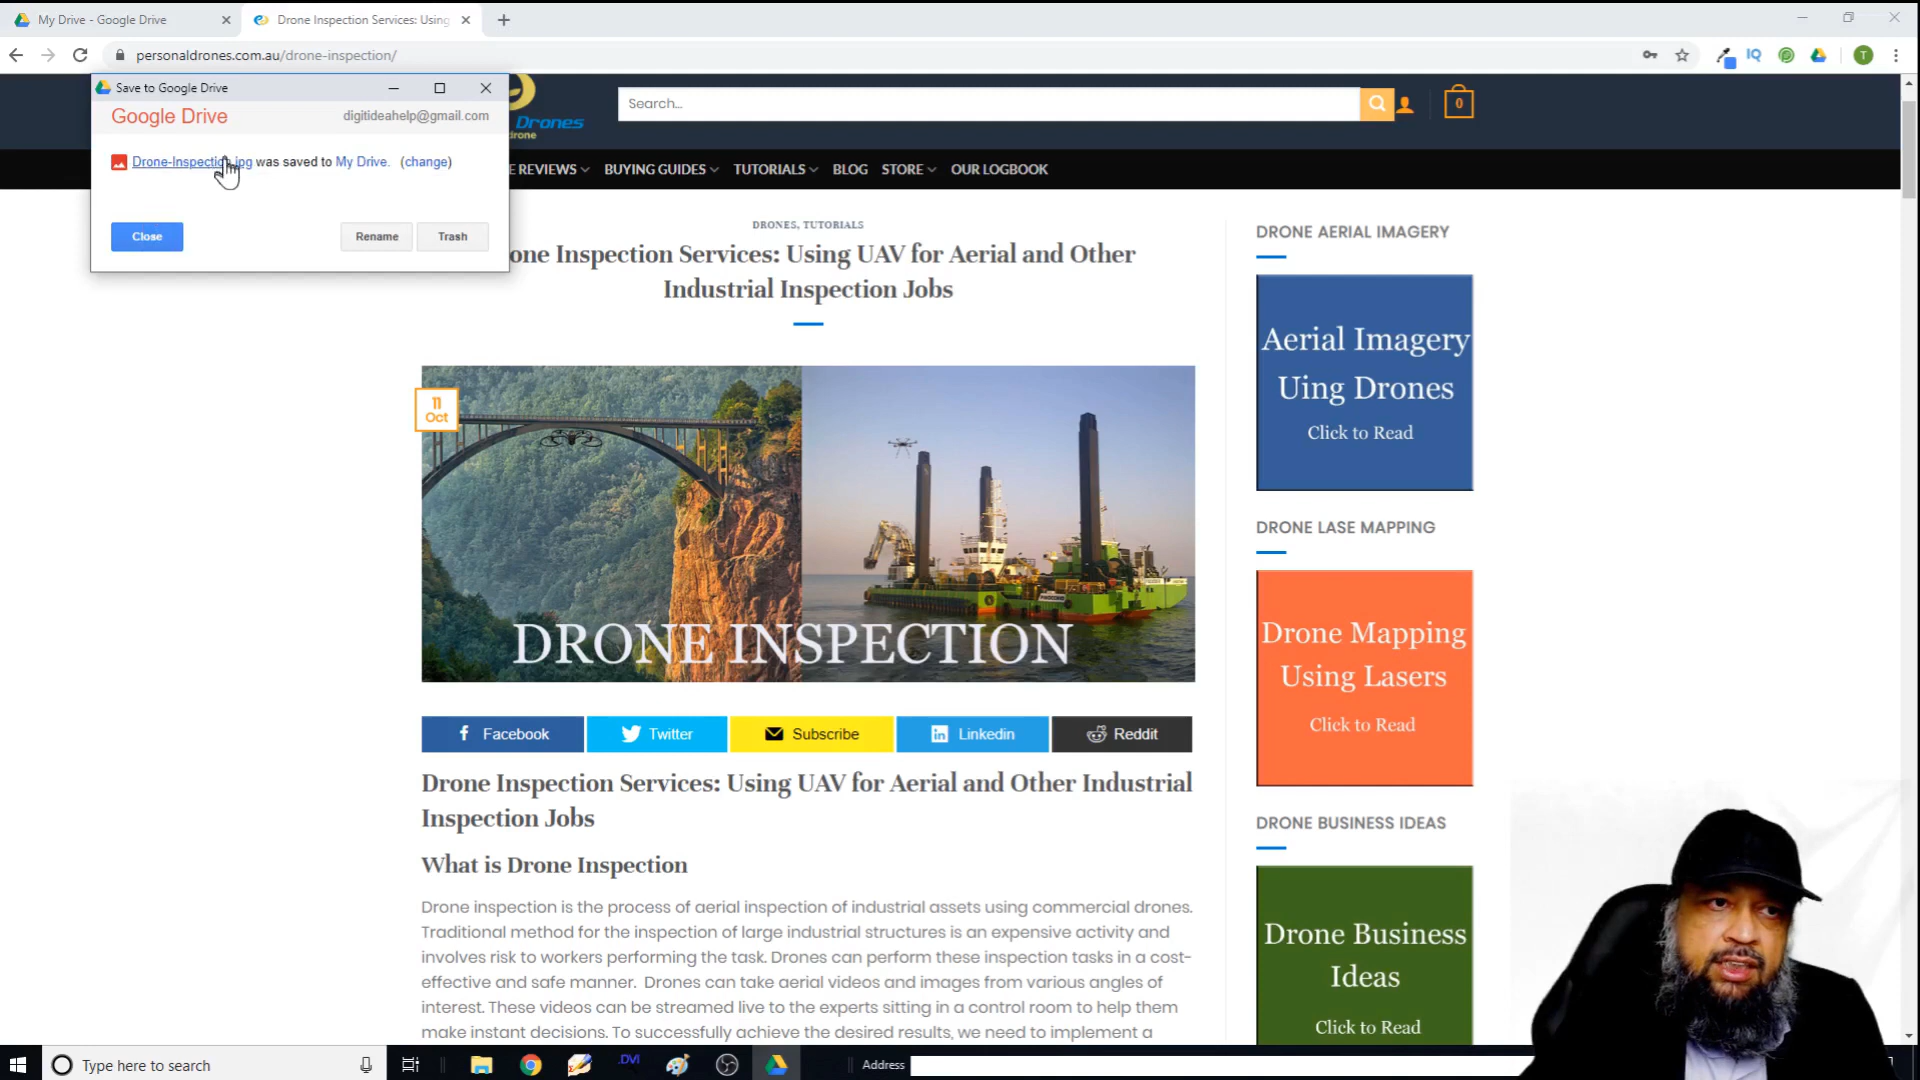 My Drive - Google Drive
Drone Inspection Services: Using
personaldrones.com.au/drone-inspection/
Save to Google Drive
Google Drive
digitideahelp@gmail.com
Drone-Inspection.jpg was saved to My Drive. (change)
Close
Rename
Trash
Drones
drone
Search...
0
E REVIEWS
BUYING GUIDES
TUTORIALS
BLOG
STORE
OUR LOGBOOK
DRONES, TUTORIALS
one Inspection Services: Using UAV for Aerial and Other
Industrial Inspection Jobs
11
Oct
DRONE INSPECTION
Facebook
Twitter
Subscribe
Linkedin
Reddit
Drone Inspection Services: Using UAV for Aerial and Other Industrial
Inspection Jobs
What is Drone Inspection
Drone inspection is the process of aerial inspection of industrial assets using commercial drones.
Traditional method for the inspection of large industrial structures is an expensive activity and
involves risk to workers performing the task. Drones can perform these inspection tasks in a cost-
effective and safe manner. Drones can take aerial videos and images from various angles of
interest. These videos can be streamed live to the experts sitting in a control room to help them
make instant decisions. To successfully achieve the desired results, we need to implement a
DRONE AERIAL IMAGERY
Aerial Imagery
Uing Drones
Click to Read
DRONE LASE MAPPING
Drone Mapping
Using Lasers
Click to Read
DRONE BUSINESS IDEAS
Drone Business
Ideas
Click to Read
IQ
T
Type here to search
.DVI
Address